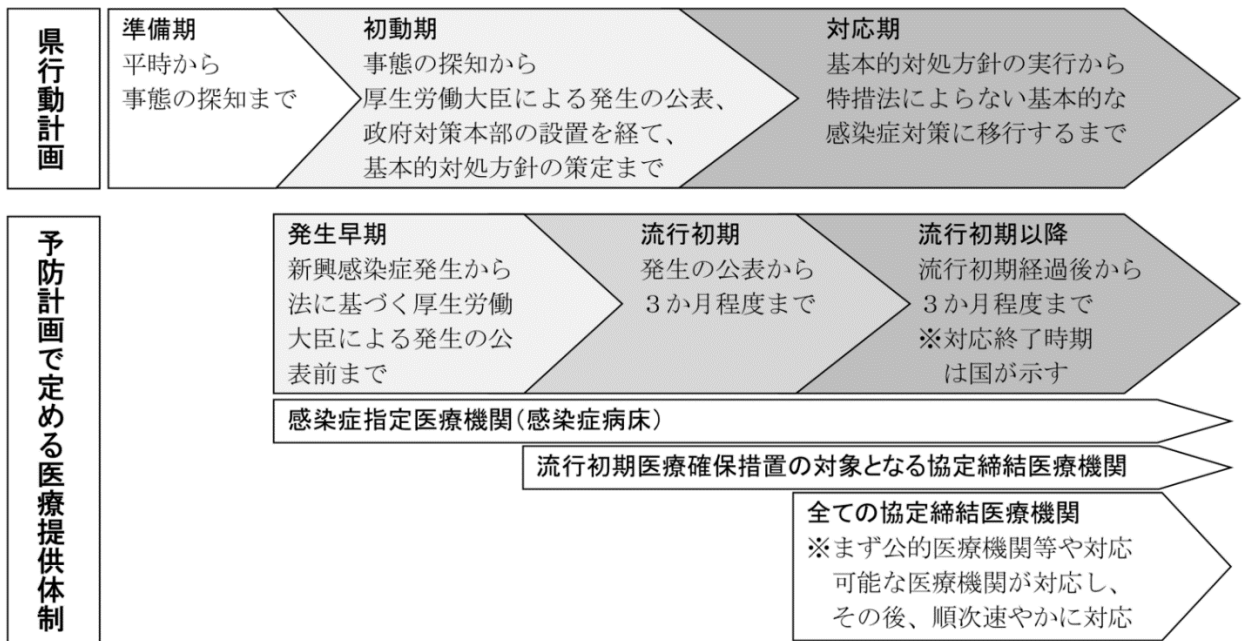 県行動計画
準備期
平時から
事態の探知まで
初動期
事態の探知から
厚生労働大臣による発生の公表、
政府対策本部の設置を経て、
基本的対処方針の策定まで
対応期
基本的対処方針の実行から
特措法によらない基本的な
感染症対策に移行するまで
予防計画で定める医療提供体制
発生早期
新興感染症発生から
法に基づく厚生労働
大臣による発生の公
表前まで
流行初期
発生の公表から
３か月程度まで
流行初期以降
流行初期経過後から
３か月程度まで
※対応終了時期
は国が示す
感染症指定医療機関（感染症病床）
流行初期医療確保措置の対象となる協定締結医療機関
全ての協定締結医療機関
※まず公的医療機関等や対応
可能な医療機関が対応し、
その後、順次速やかに対応